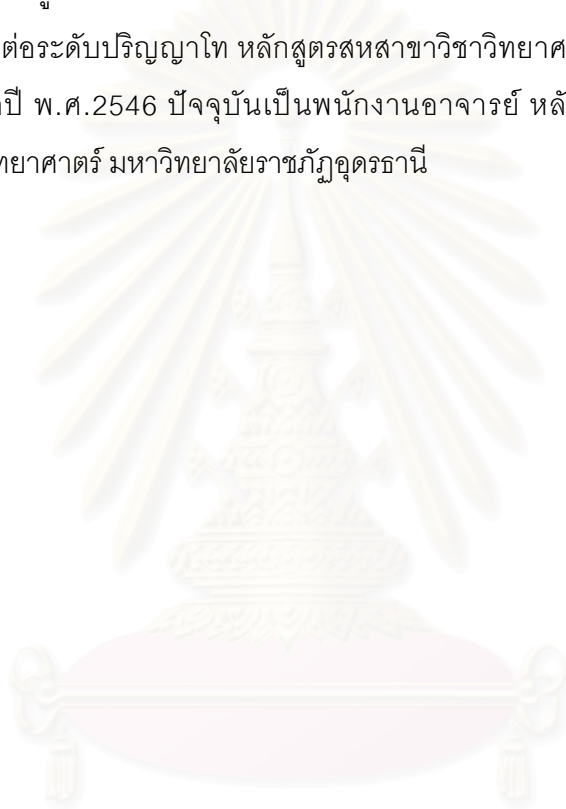 ต่อระดับปริญญาโท หลักสูตรสหสาขาวิชาวิทยาศ
ปี พ.ศ.2546 ปัจจุบันเป็นพนักงานอาจารย์ หลั
ทยาศาตร์ มหาวิทยาลัยราชภัฏอุดรธานี